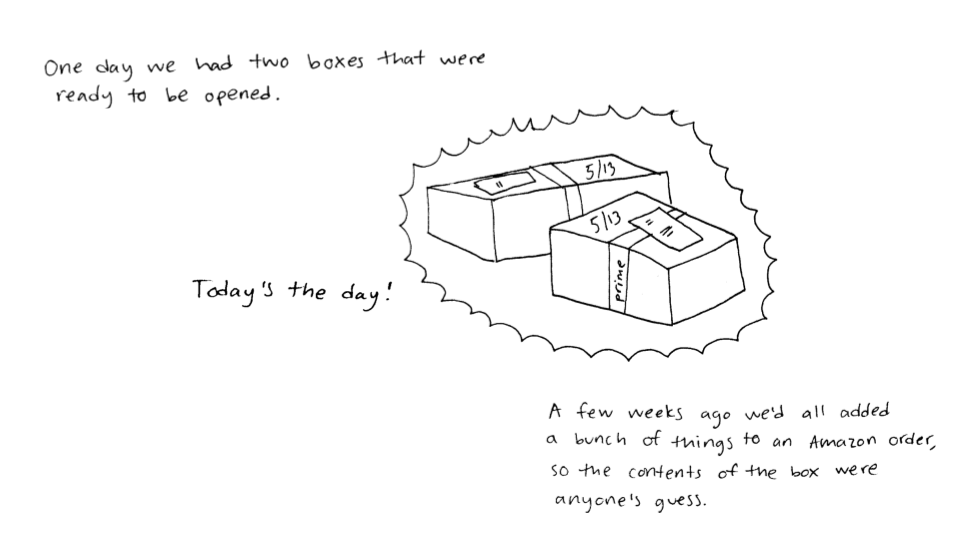 One day we had two boxes that were
ready to be opened.
5/13
5/13
prime
Today's the day!
A few weeks ago we'd all added
a bunch of things to an Amazon order,
so the contents of the box were
anyone's guess.